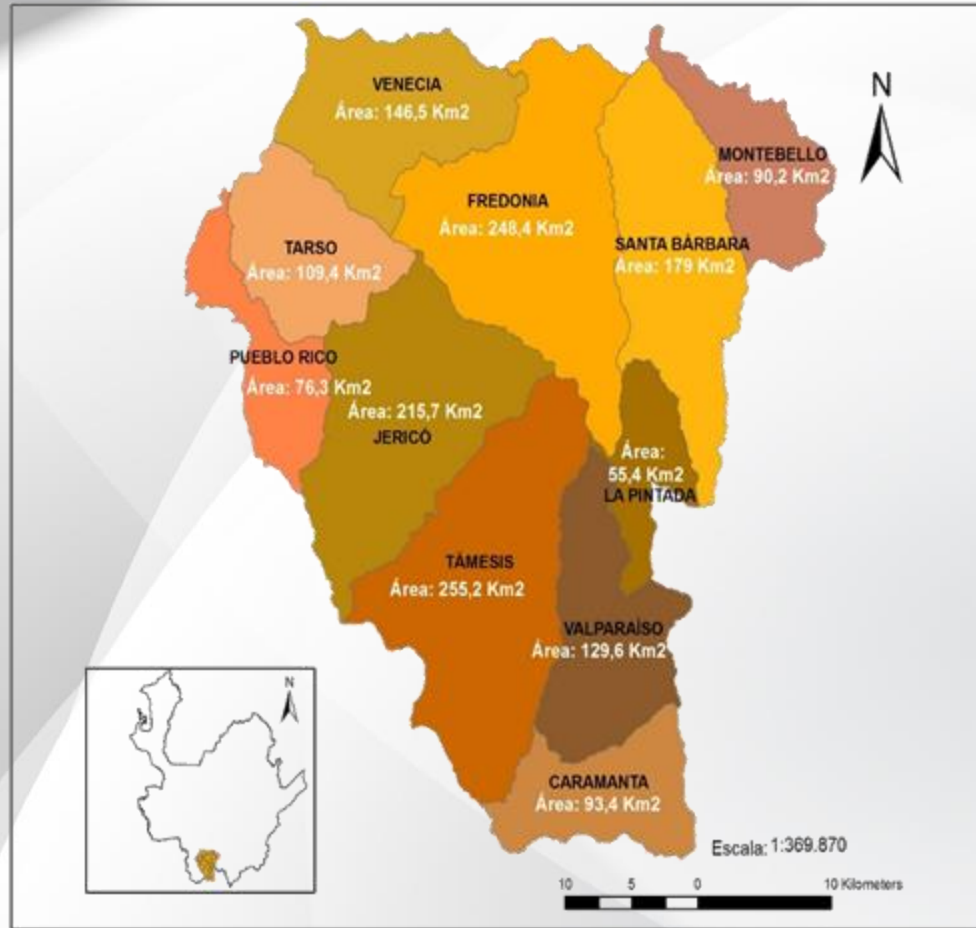 VENECIA
Área: 146,5 Km2
N
MONTEBELLO
Área: 90,2 Km2
FREDONIA
Área: 248,4 Km2
SANTA BÁRBARA
Área: 179 Km2
TARSO
Área: 109,4 Km2
PUEBLO RICO
Área: 76,3 Km2
Área: 215,7 Km2
JERICÓ
Área:
55,4 Km2
LA PINTADA
TÁMESIS
Área: 255,2 Km2
VALPARAÍSO
Área: 129,6 Km2
CARAMANTA
Área: 93,4 Km2
N
Escala: 1:369.870
10 5 0 10 Kilometers